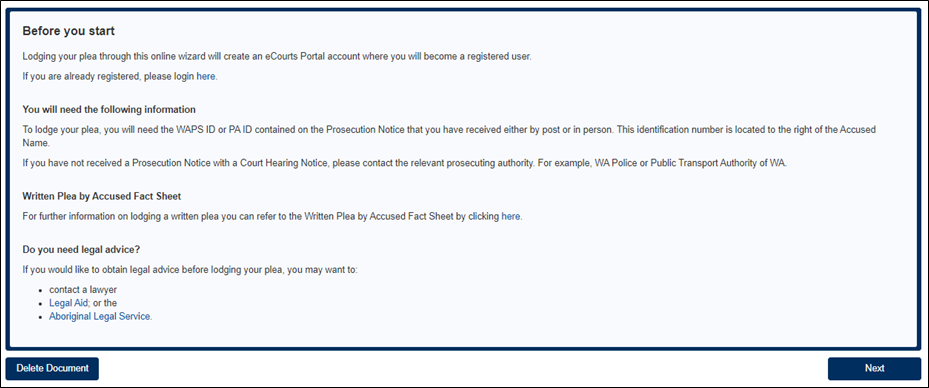 Before you start
Lodging your plea through this online wizard will create an eCourts Portal account where you will become a registered user.
If you are already registered, please login here.
You will need the following information
To lodge your plea, you will need the WAPS ID or PA ID contained on the Prosecution Notice that you have received either by post or in person. This identification number is located to the right of the Accused
Name.
If you have not received a Prosecution Notice with a Court Hearing Notice, please contact the relevant prosecuting authority. For example, WA Police or Public Transport Authority of WA.
Written Plea by Accused Fact Sheet
For further information on lodging a written plea you can refer to the Written Plea by Accused Fact Sheet by clicking here.
Do you need legal advice?
If you would like to obtain legal advice before lodging your plea, you may want to:
• contact a lawyer
• Legal Aid; or the
• Aboriginal Legal Service.
Delete Document
Next